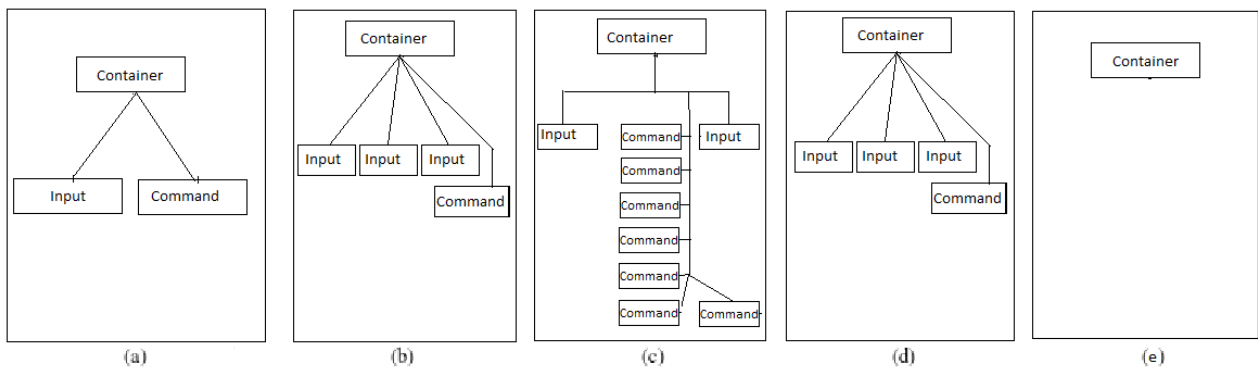 Container
Input Command
(a)
Container
Input Input Input
Command
(b)
Container
Input Command Input
Command
Command
Command
Command
Command Command
(c)
Container
Input Input Input
Command
(d)
Container
(e)